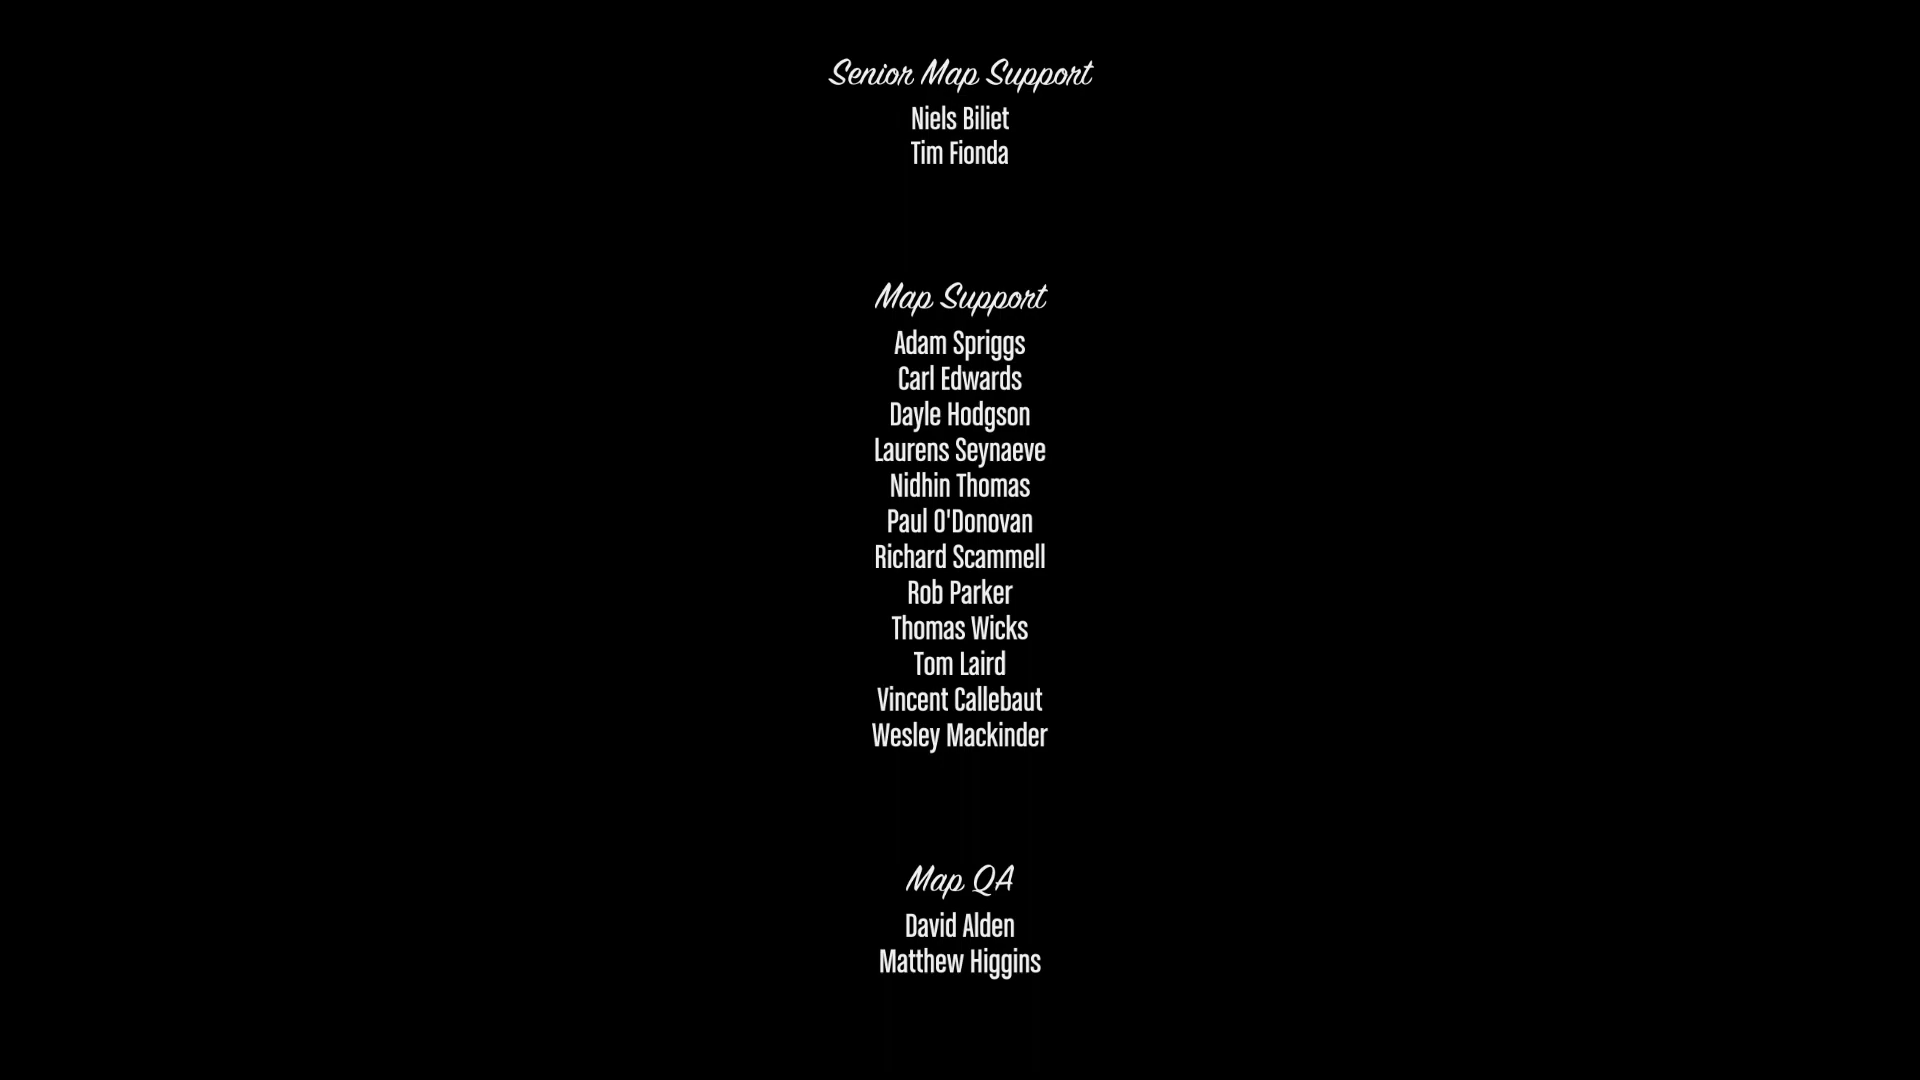 Senior Map Support
Niels Biliet
Tim Fionda
Map Support
Adam Spriggs
Carl Edwards
Dayle Hodgson
Laurens Seynaeve
Nidhin Thomas
Paul O'Donovan
Richard Scammell
Rob Parker
Thomas Wicks
Tom Laird
Vincent Callebaut
Wesley Mackinder
Map QA
David Alden
Matthew Higgins